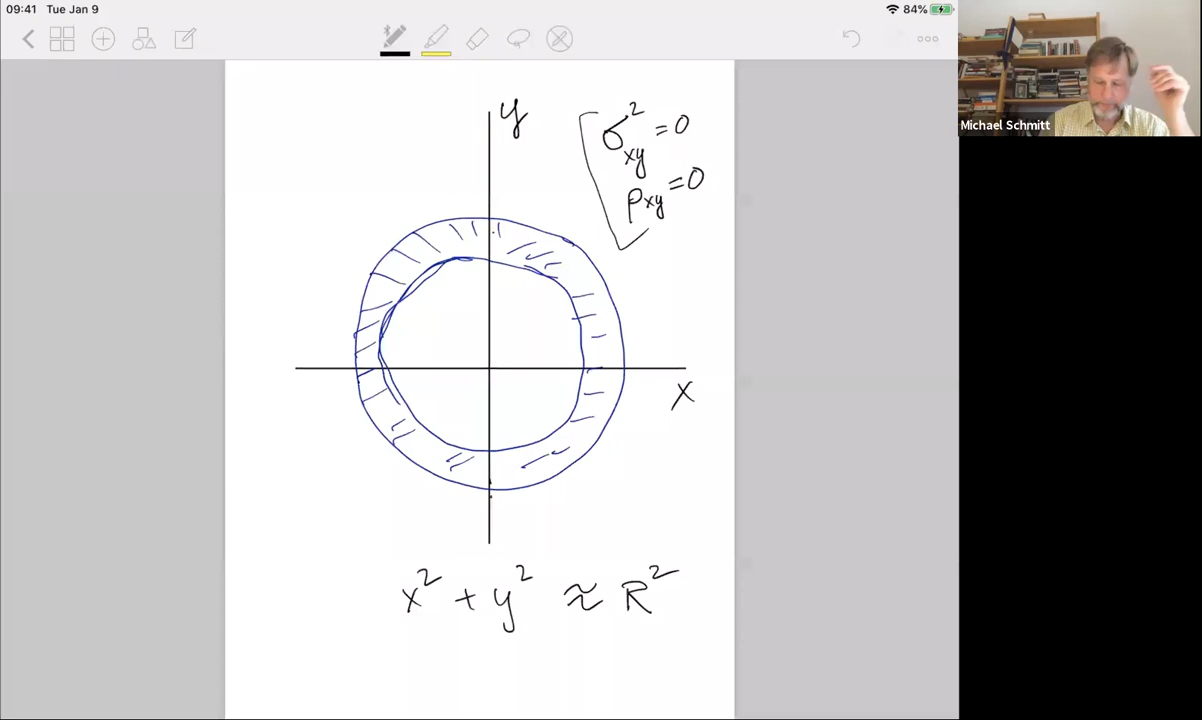 09:41 Tue Jan 9
84%
Michael Schmitt
y
σ²xy = 0
ρxy = 0
x
x² + y² ≈ R²